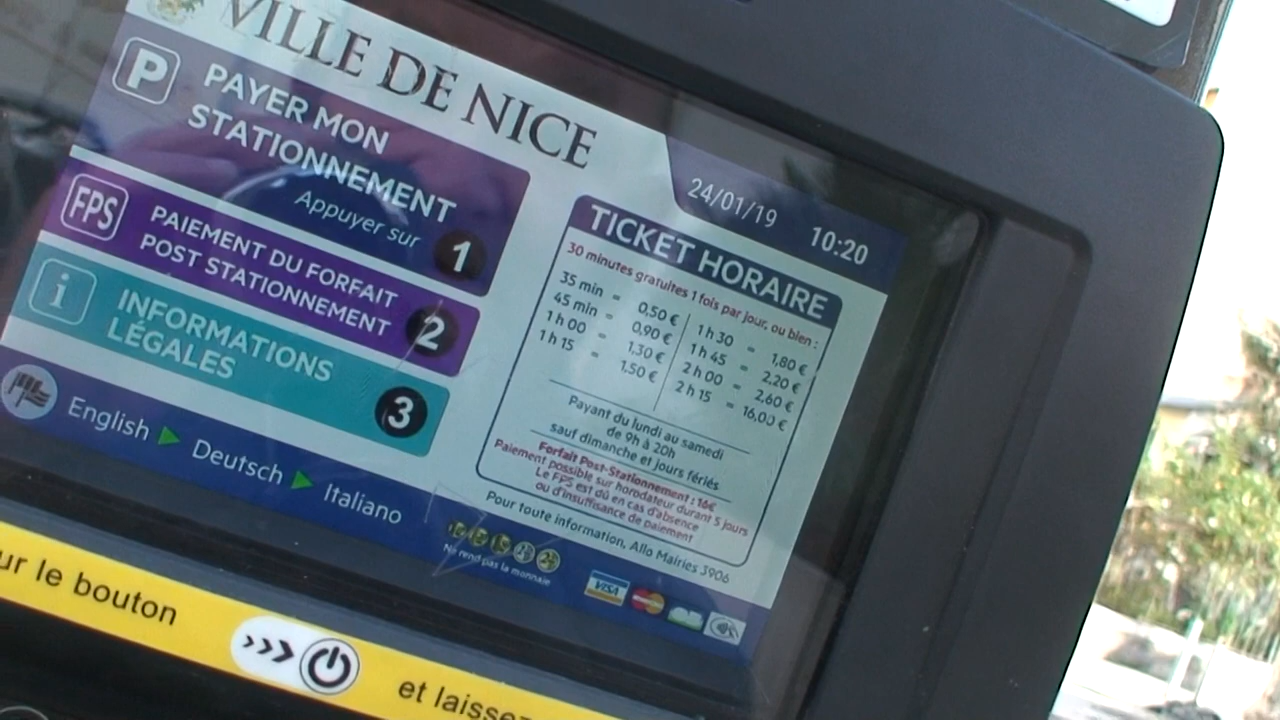 VILLE DE NICE
P
PAYER MON
STATIONNEMENT
Appuyer sur
1
FPS
PAIEMENT DU FORFAIT
POST STATIONNEMENT
2
i
INFORMATIONS
LÉGALES
3
English
Deutsch
Italiano
24/01/19
10:20
TICKET HORAIRE
30 minutes gratuites 1 fois par jour, ou bien :
35 min = 0,50 €
45 min = 0,90 €
1 h 00 = 1,30 €
1 h 15 = 1,50 €
1 h 30 = 1,80 €
1 h 45 = 2,20 €
2 h 00 = 2,60 €
2 h 15 = 16,00 €
Payant du lundi au samedi
de 9h à 20h
sauf dimanche et jours fériés
Forfait Post-Stationnement : 16€
Paiement possible sur horodateur durant 5 jours
Le FPS est dû en cas d'absence
ou d'insuffisance de paiement
Pour toute information, Allo Mairies 3906
Ne rend pas la monnaie
VISA
ur le bouton
>>>
et laisse